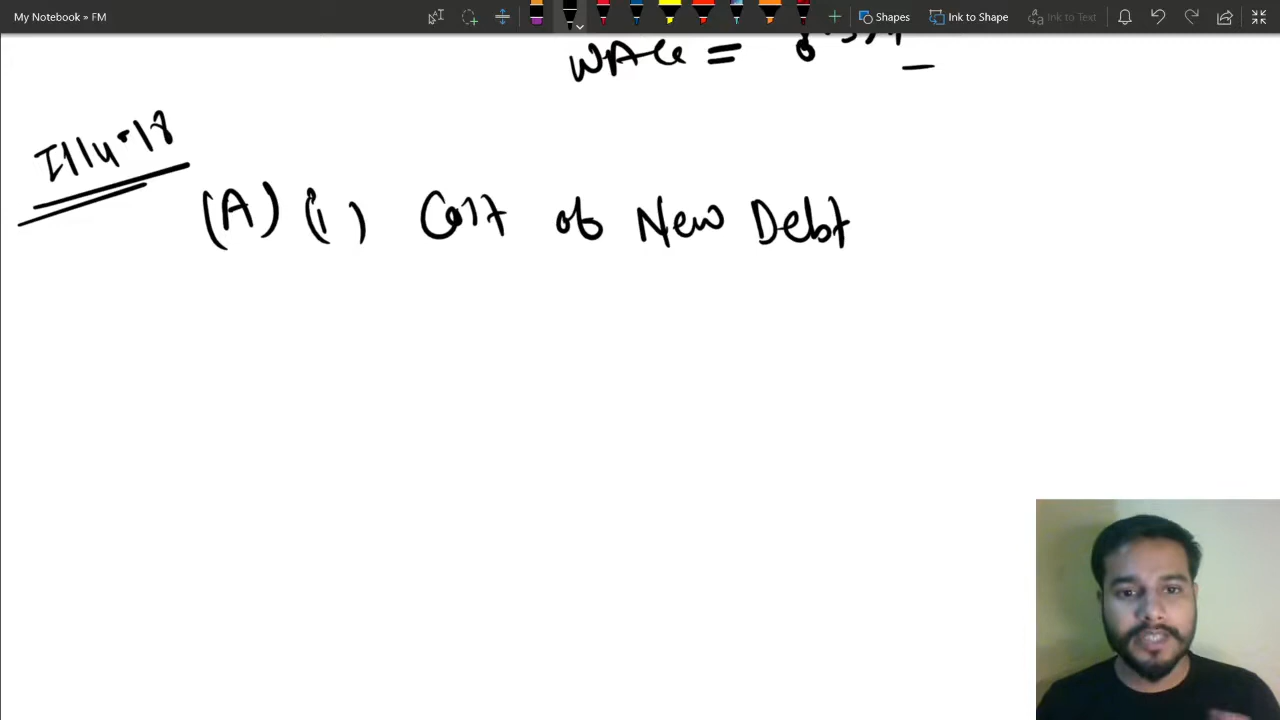 My Notebook » FM
Shapes
Ink to Shape
Ink to Text
WACC =
Illu-18
(A) (i) Cost of New Debt